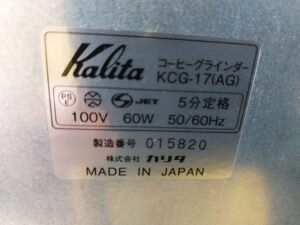 Kalita
コーヒーグラインダー
KCG-17(AG)
PS E JET 5分定格
100V 60W 50/60Hz
製造番号 015820
株式会社 カリタ
MADE IN JAPAN